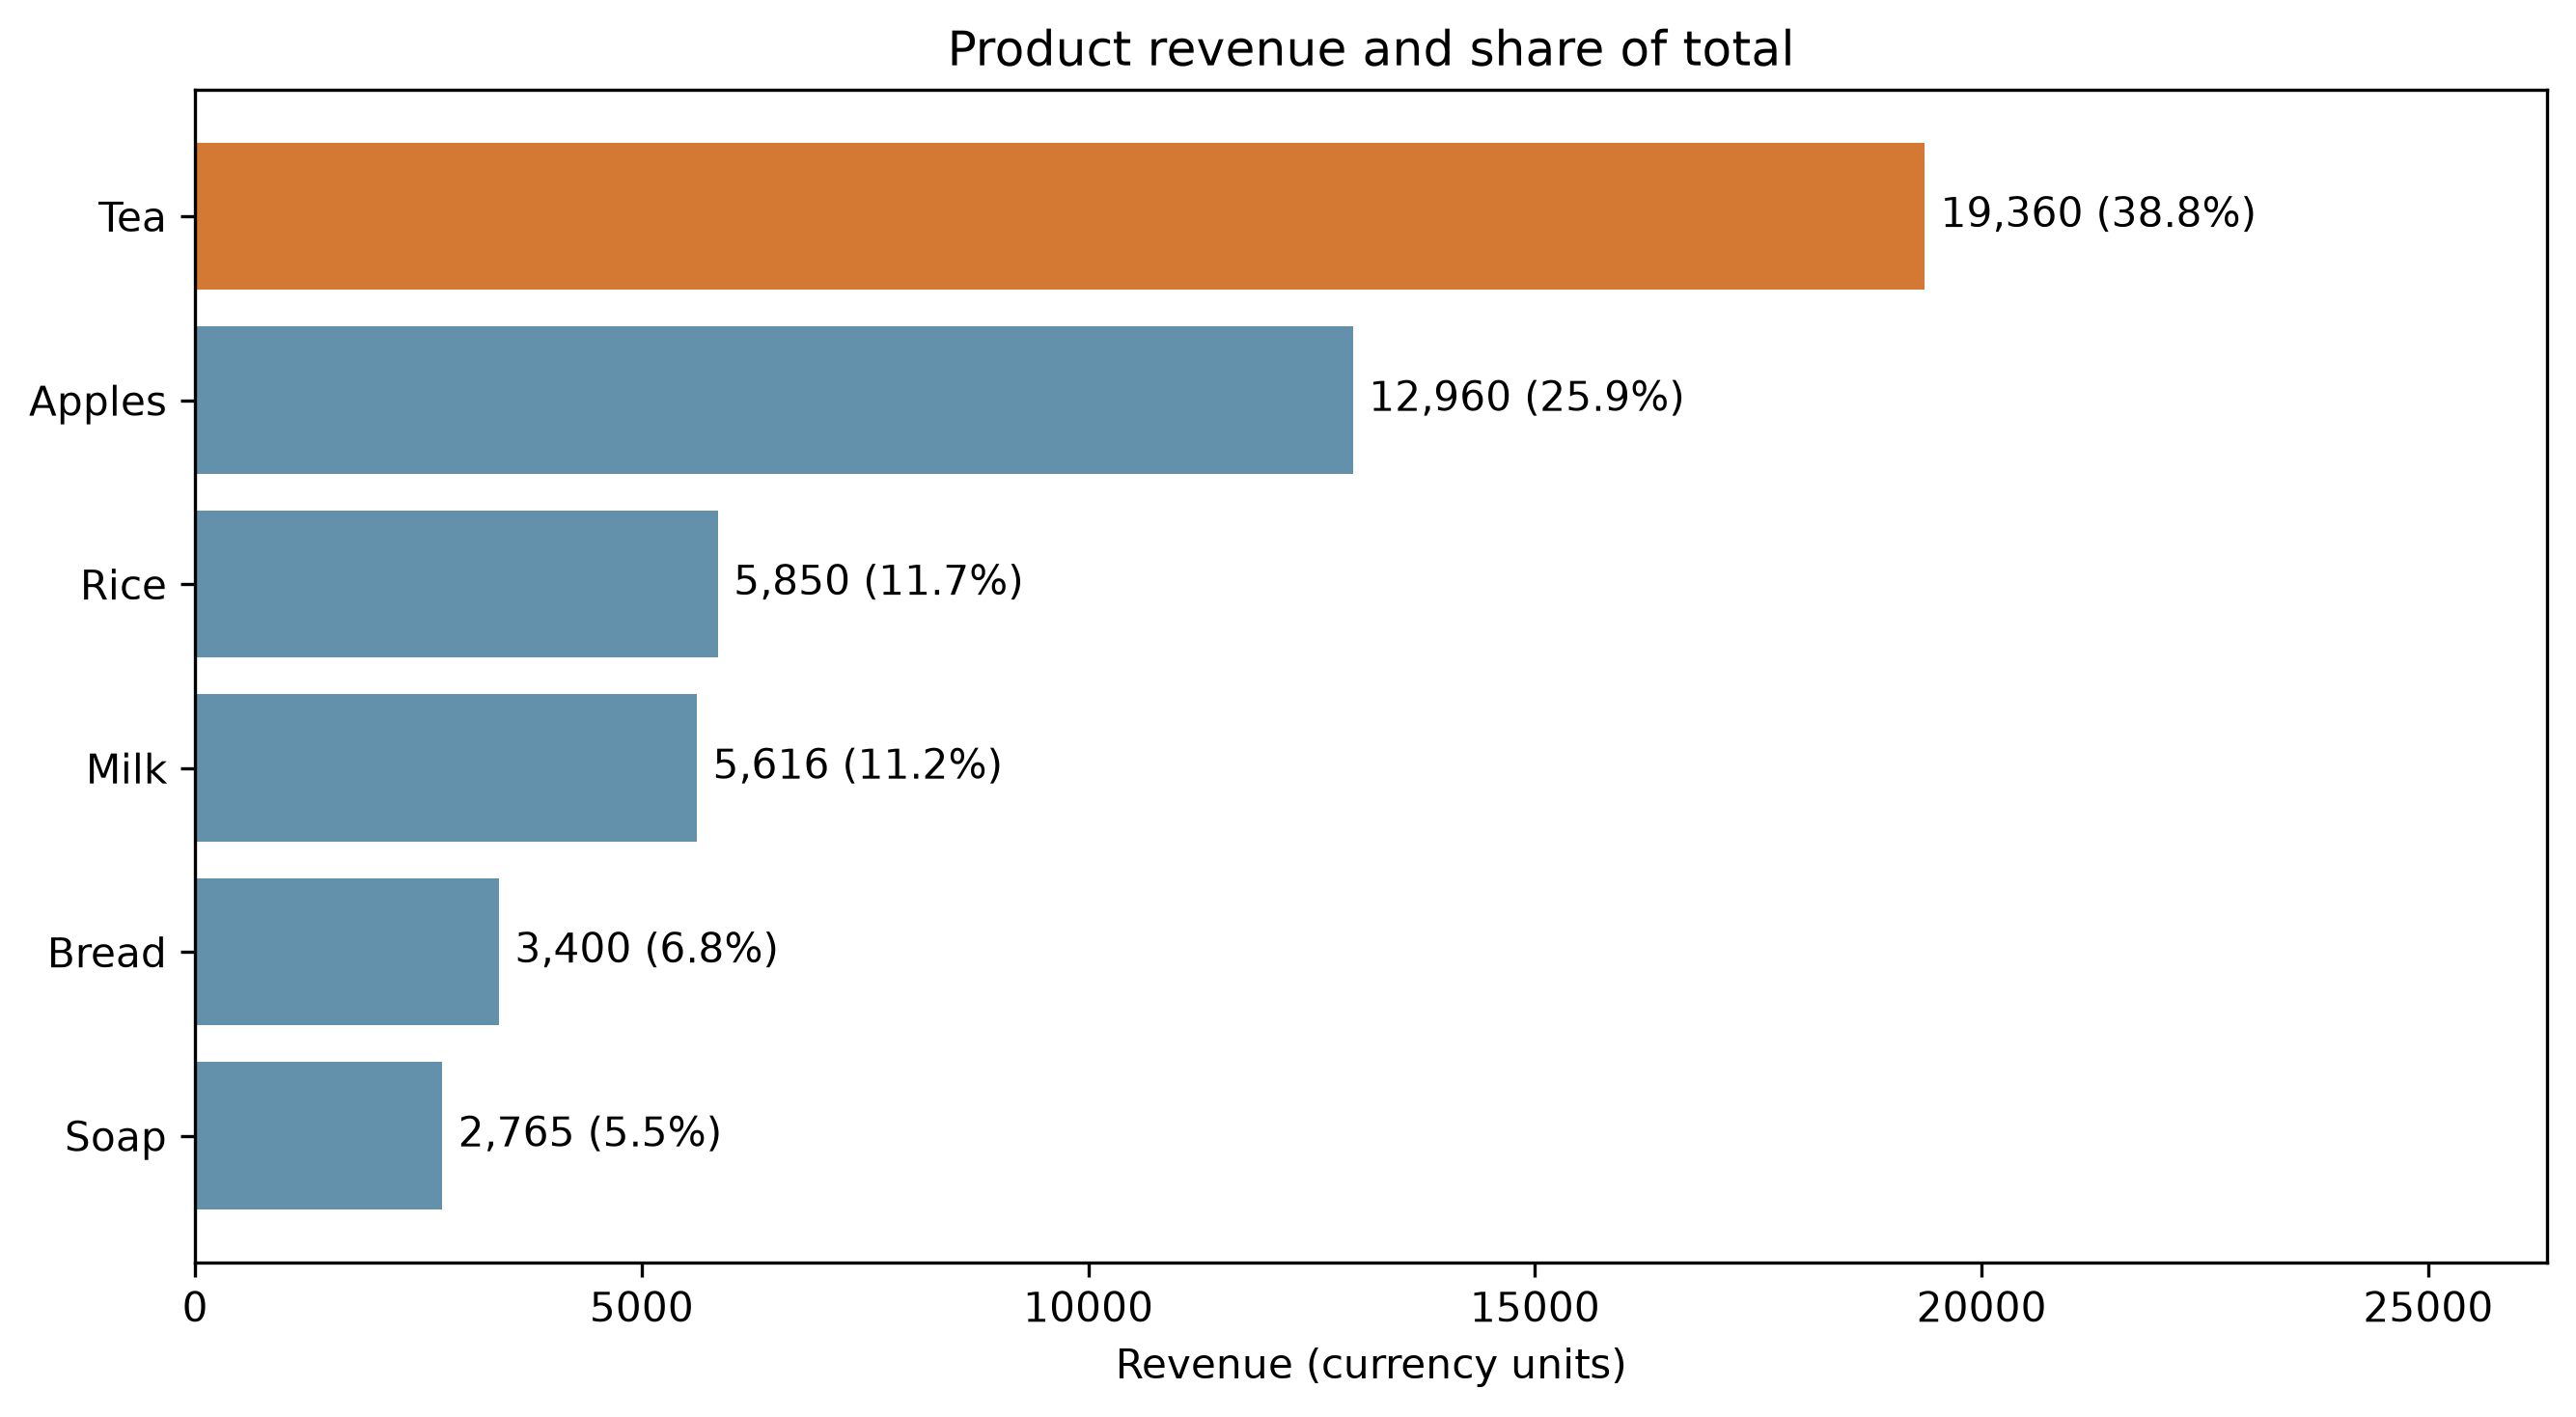 Product revenue and share of total
Tea 19,360 (38.8%)
Apples 12,960 (25.9%)
Rice 5,850 (11.7%)
Milk 5,616 (11.2%)
Bread 3,400 (6.8%)
Soap 2,765 (5.5%)
0 5000 10000 15000 20000 25000
Revenue (currency units)